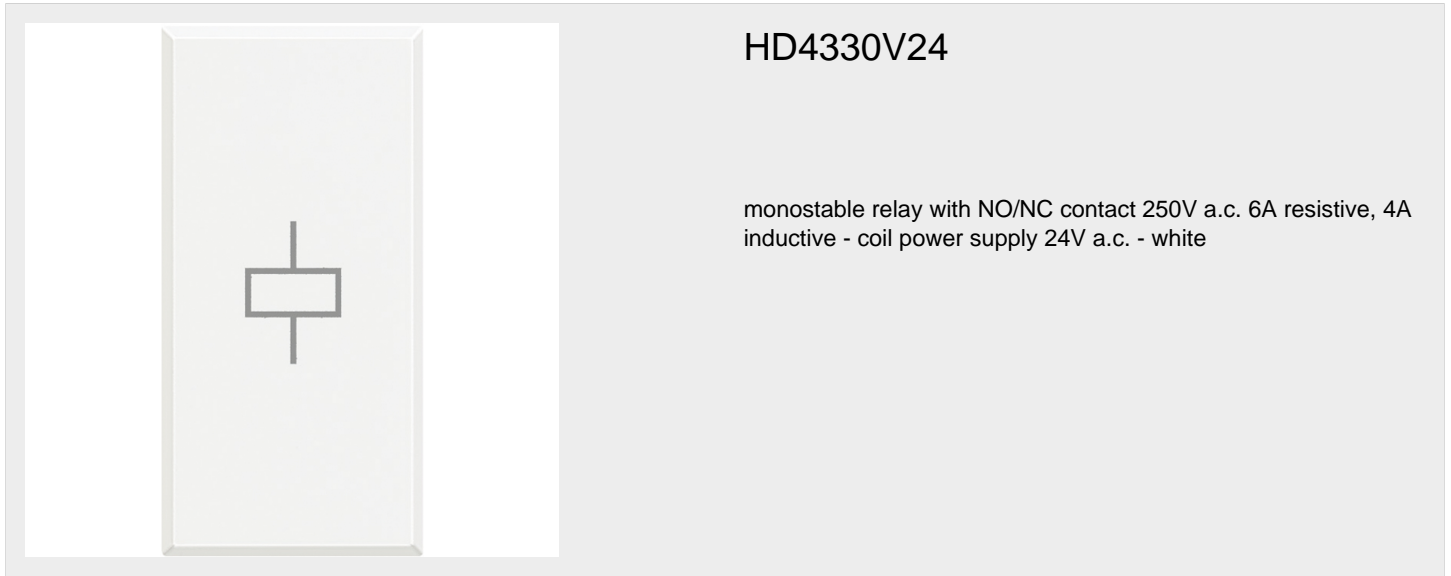 HD4330V24
monostable relay with NO/NC contact 250V a.c. 6A resistive, 4A
inductive - coil power supply 24V a.c. - white